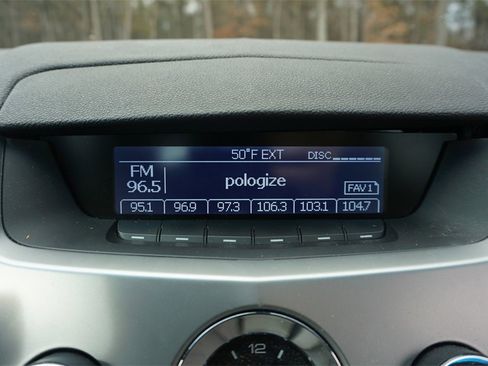 50°F EXT DISC
FM
96.5
pologize
FAV1
95.1 96.9 97.3 106.3 103.1 104.7
12